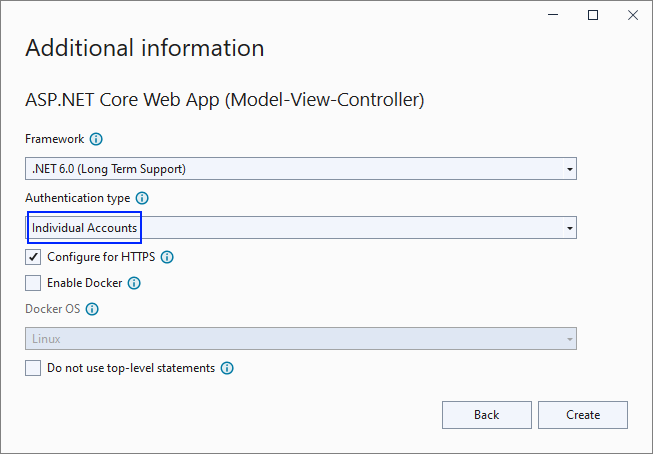 Additional information
ASP.NET Core Web App (Model-View-Controller)
Framework
.NET 6.0 (Long Term Support)
Authentication type
Individual Accounts
Configure for HTTPS
Enable Docker
Docker OS
Linux
Do not use top-level statements
Back Create